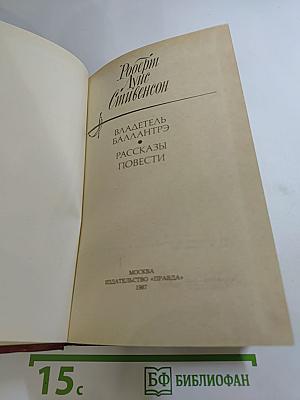 Роберт
Луис
Стивенсон
ВЛАДЕТЕЛЬ
БАЛЛАНТРЭ
•
РАССКАЗЫ
ПОВЕСТИ
МОСКВА
ИЗДАТЕЛЬСТВО «ПРАВДА»
1987
15с
БФ БИБЛИОФАН